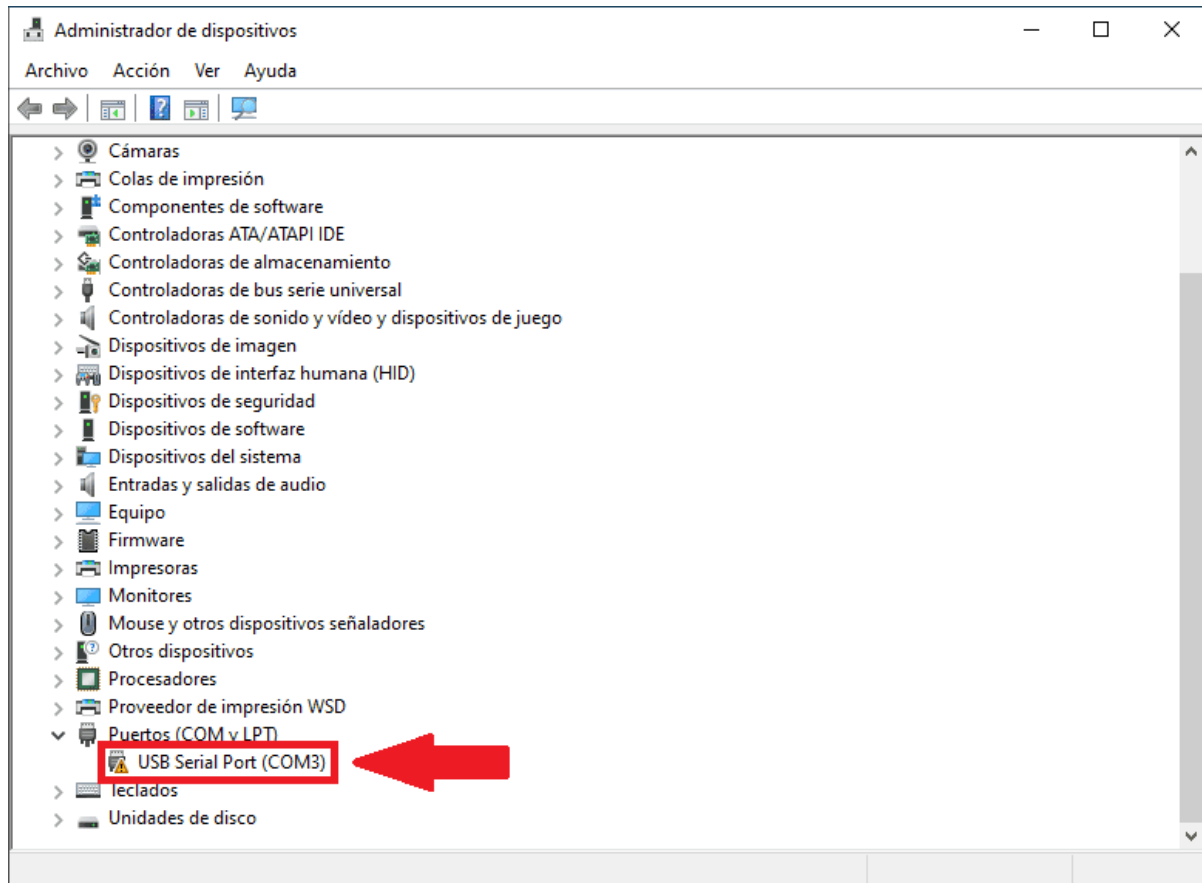 Administrador de dispositivos
Archivo Acción Ver Ayuda
Cámaras
Colas de impresión
Componentes de software
Controladoras ATA/ATAPI IDE
Controladoras de almacenamiento
Controladoras de bus serie universal
Controladoras de sonido y vídeo y dispositivos de juego
Dispositivos de imagen
Dispositivos de interfaz humana (HID)
Dispositivos de seguridad
Dispositivos de software
Dispositivos del sistema
Entradas y salidas de audio
Equipo
Firmware
Impresoras
Monitores
Mouse y otros dispositivos señaladores
Otros dispositivos
Procesadores
Proveedor de impresión WSD
Puertos (COM y LPT)
USB Serial Port (COM3)
Teclados
Unidades de disco